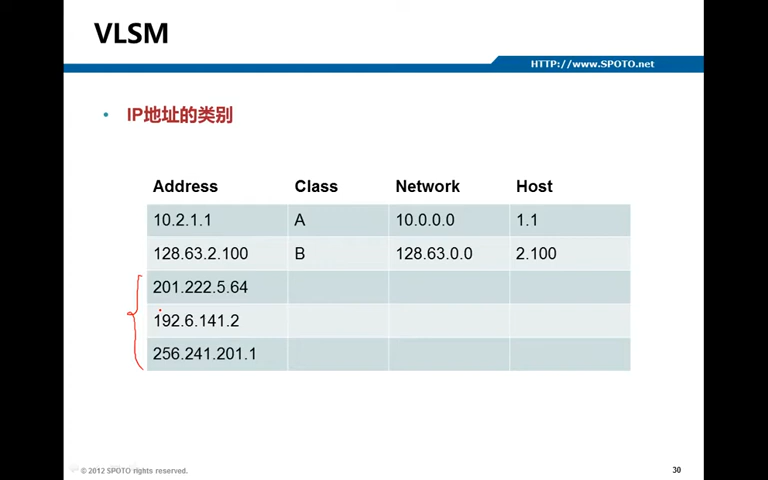 VLSM
HTTP://www.SPOTO.net
• IP地址的类别
Address Class Network Host
10.2.1.1 A 10.0.0.0 1.1
128.63.2.100 B 128.63.0.0 2.100
201.222.5.64
192.6.141.2
256.241.201.1
© 2012 SPOTO rights reserved.
30